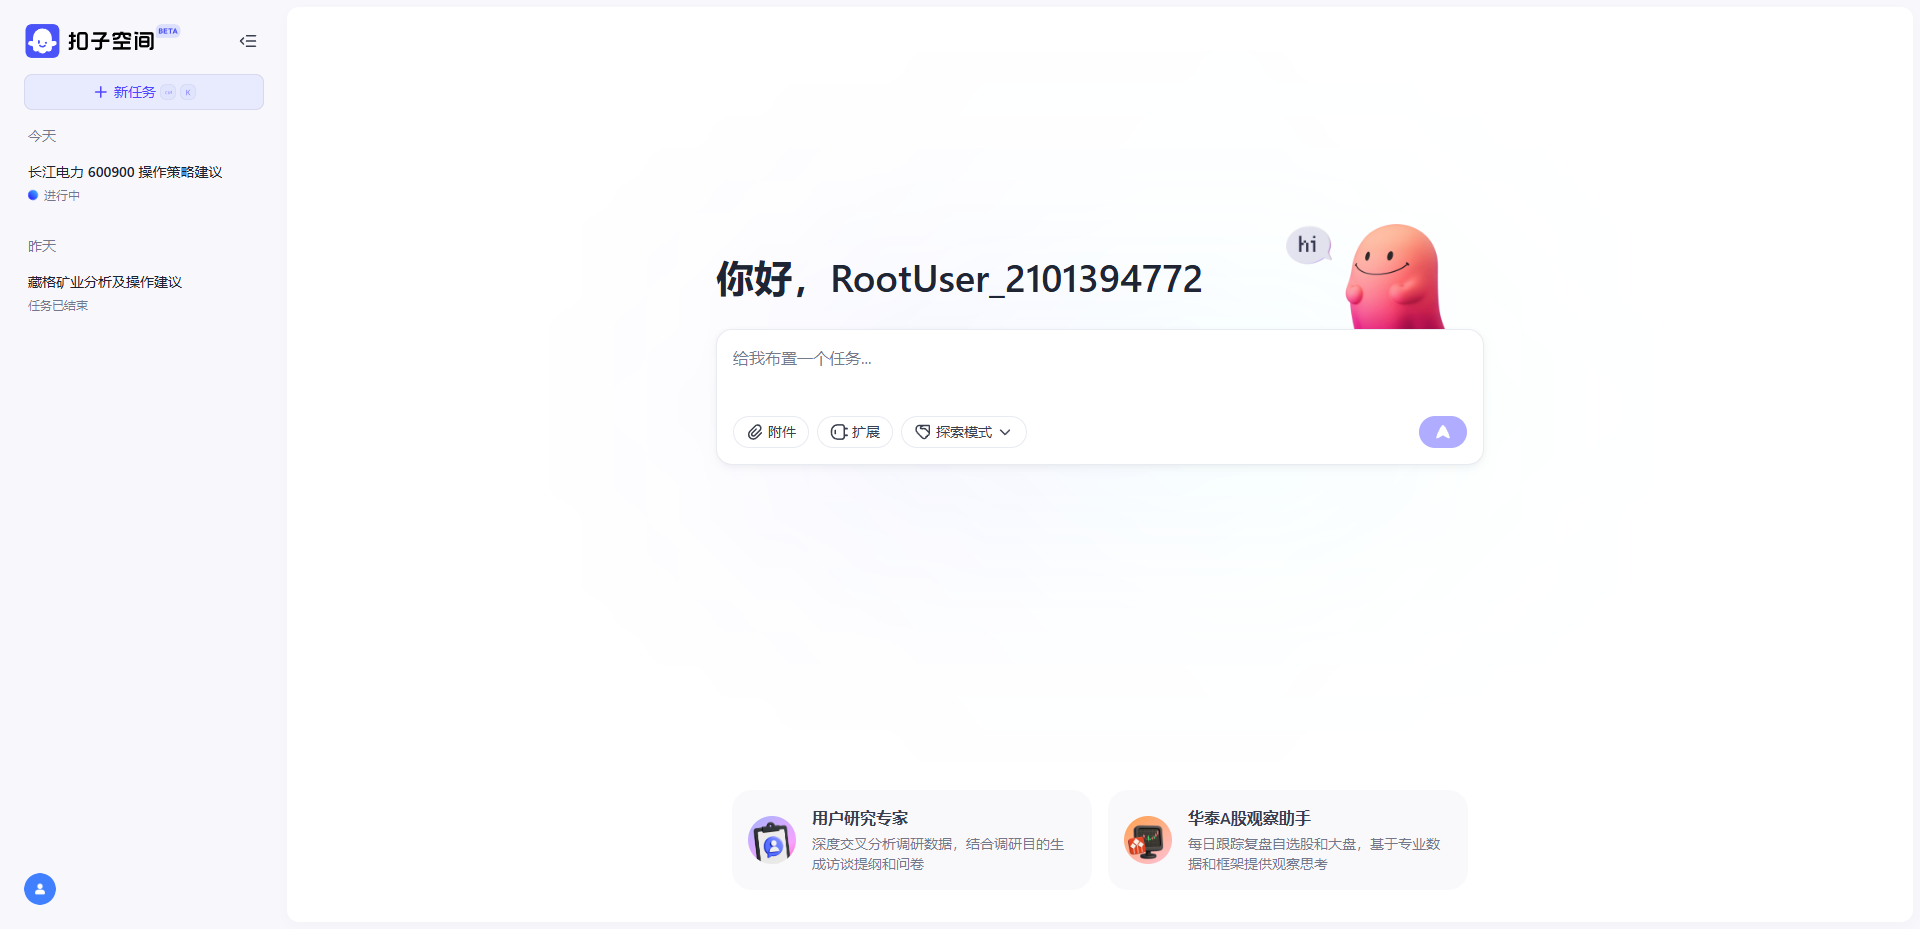 扣子空间 BETA
新任务 K
今天
长江电力 600900 操作策略建议
进行中
昨天
藏格矿业分析及操作建议
任务已结束
hi
你好，RootUser_2101394772
给我布置一个任务...
附件 扩展 探索模式
用户研究专家
深度交叉分析调研数据，结合调研目的生
成访谈提纲和问卷
华泰A股观察助手
每日跟踪复盘自选股和大盘，基于专业数
据和框架提供观察思考